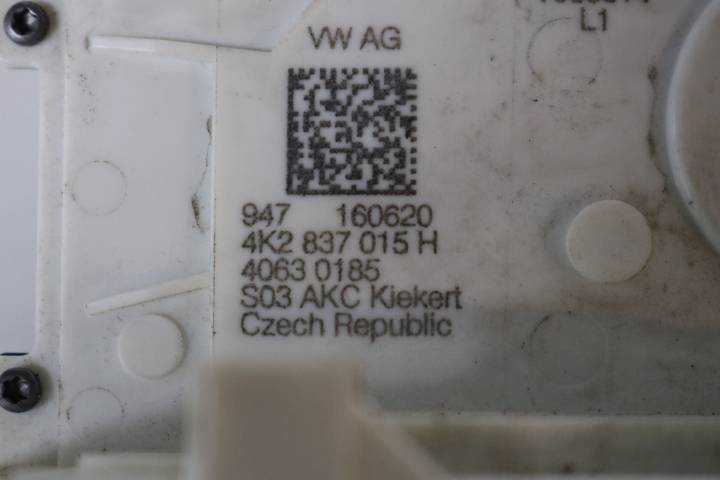 L1
VW AG
947 160620
4K2 837 015 H
4063 0185
S03 AKC Kiekert
Czech Republic